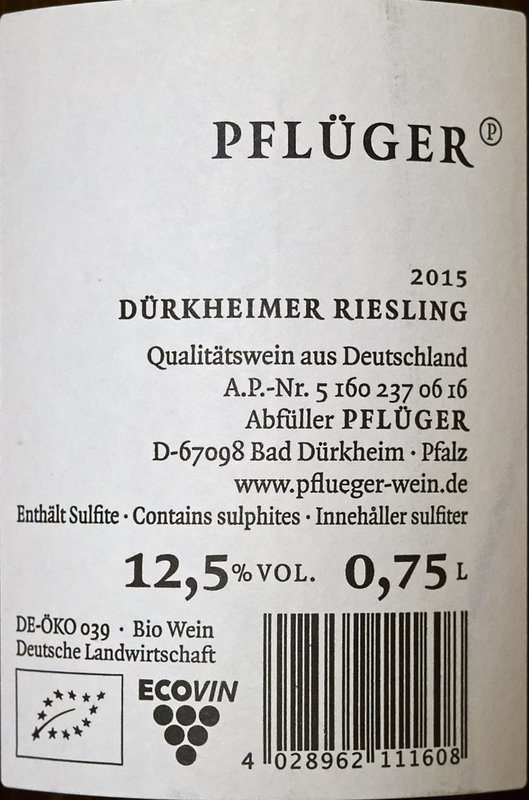 PFLÜGER Ⓟ
2015
DÜRKHEIMER RIESLING
Qualitätswein aus Deutschland
A.P.-Nr. 5 160 237 06 16
Abfüller PFLÜGER
D-67098 Bad Dürkheim · Pfalz
www.pflueger-wein.de
Enthält Sulfite · Contains sulphites · Innehåller sulfiter
12,5% VOL. 0,75 L
DE-ÖKO 039 · Bio Wein
Deutsche Landwirtschaft
ECOVIN
4 028962 111608